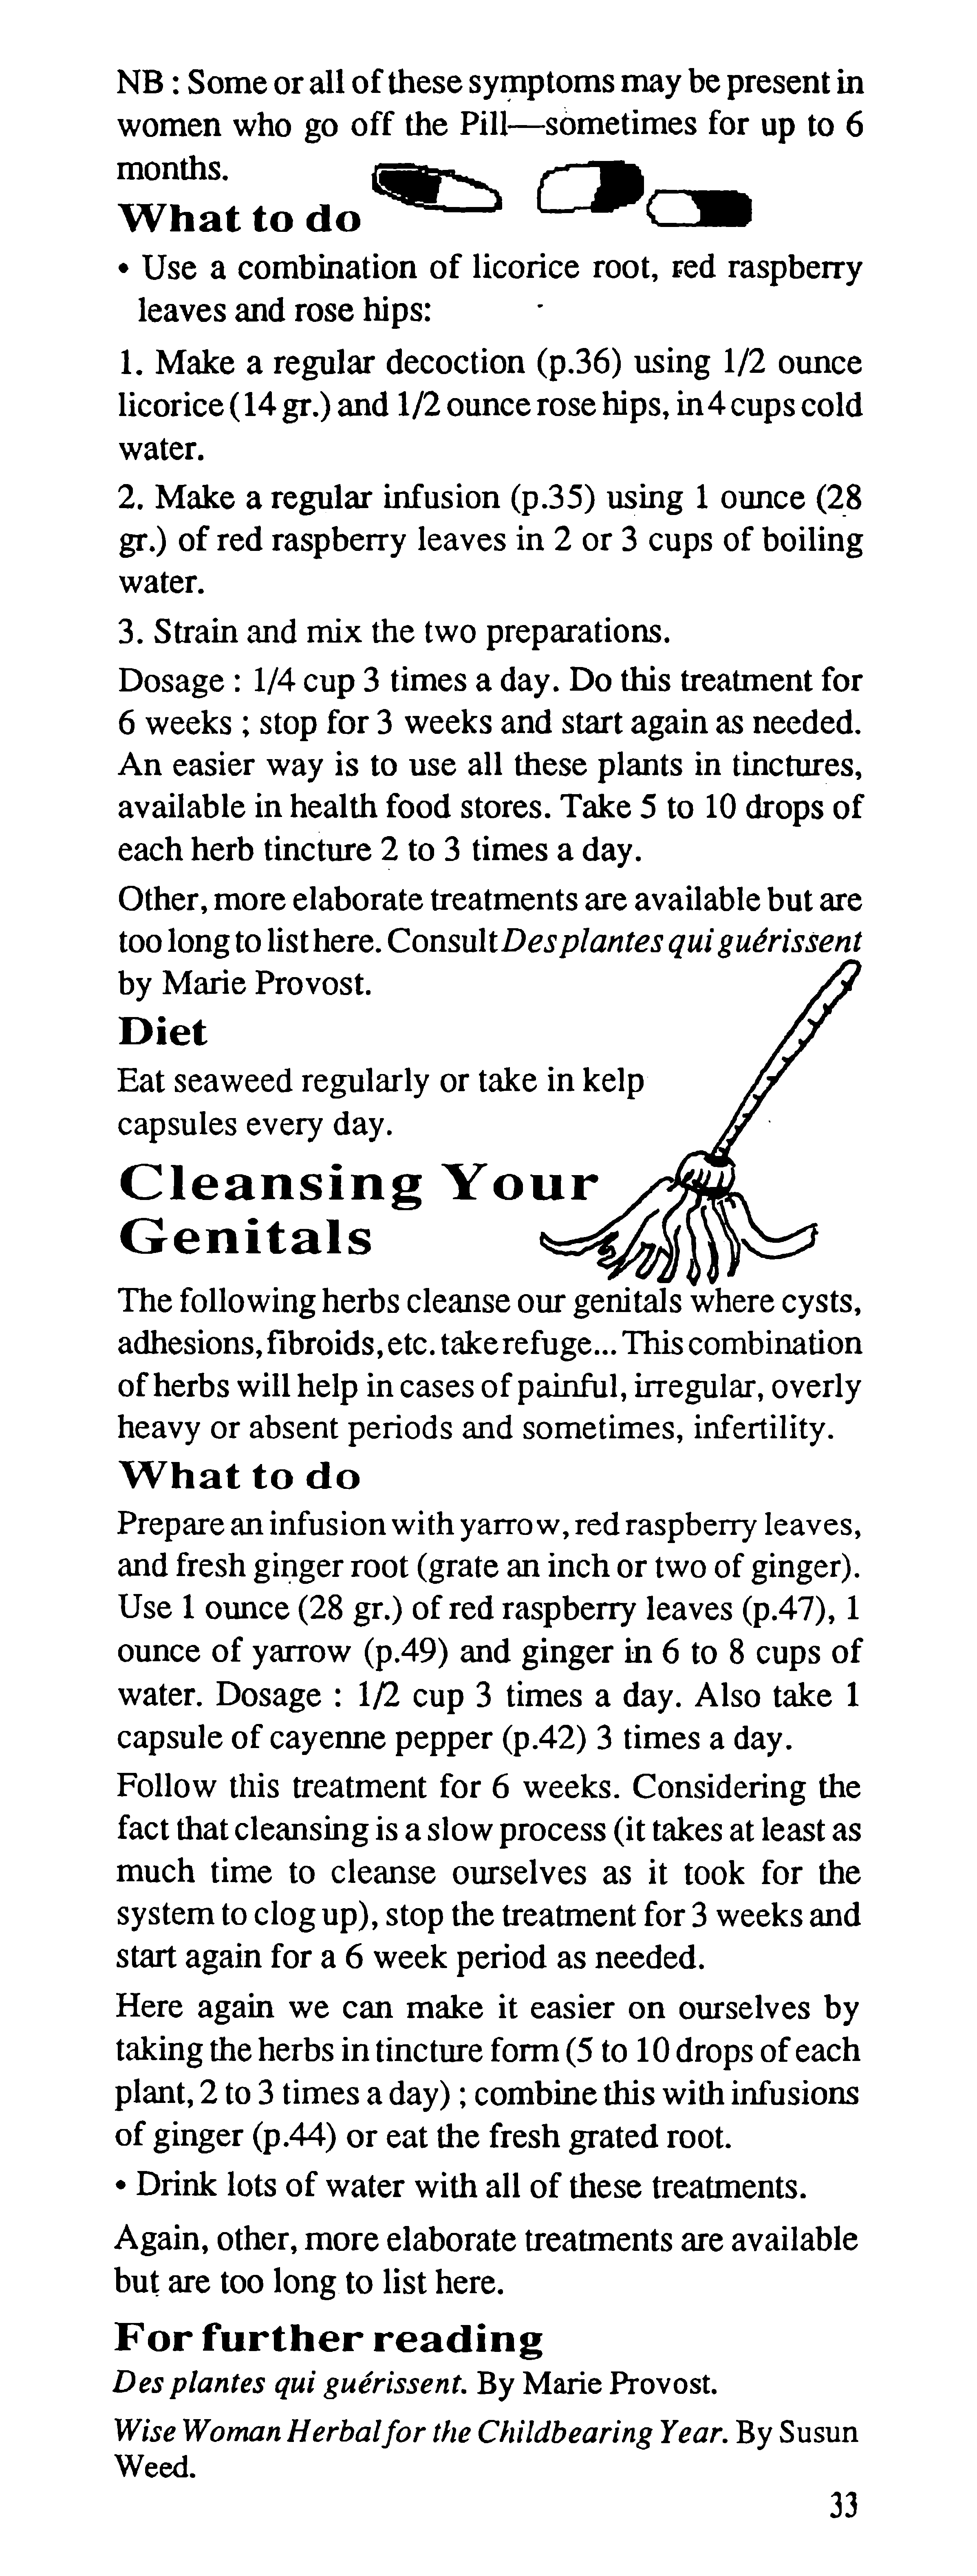 NB : Some or all of these symptoms may be present in
women who go off the Pill—sometimes for up to 6
months.
What to do
• Use a combination of licorice root, red raspberry
leaves and rose hips:
1. Make a regular decoction (p.36) using 1/2 ounce
licorice (14 gr.) and 1/2 ounce rose hips, in 4 cups cold
water.
2. Make a regular infusion (p.35) using 1 ounce (28
gr.) of red raspberry leaves in 2 or 3 cups of boiling
water.
3. Strain and mix the two preparations.
Dosage : 1/4 cup 3 times a day. Do this treatment for
6 weeks ; stop for 3 weeks and start again as needed.
An easier way is to use all these plants in tinctures,
available in health food stores. Take 5 to 10 drops of
each herb tincture 2 to 3 times a day.
Other, more elaborate treatments are available but are
too long to list here. Consult Des plantes qui guérissent
by Marie Provost.
Diet
Eat seaweed regularly or take in kelp
capsules every day.
Cleansing Your
Genitals
The following herbs cleanse our genitals where cysts,
adhesions, fibroids, etc. take refuge... This combination
of herbs will help in cases of painful, irregular, overly
heavy or absent periods and sometimes, infertility.
What to do
Prepare an infusion with yarrow, red raspberry leaves,
and fresh ginger root (grate an inch or two of ginger).
Use 1 ounce (28 gr.) of red raspberry leaves (p.47), 1
ounce of yarrow (p.49) and ginger in 6 to 8 cups of
water. Dosage : 1/2 cup 3 times a day. Also take 1
capsule of cayenne pepper (p.42) 3 times a day.
Follow this treatment for 6 weeks. Considering the
fact that cleansing is a slow process (it takes at least as
much time to cleanse ourselves as it took for the
system to clog up), stop the treatment for 3 weeks and
start again for a 6 week period as needed.
Here again we can make it easier on ourselves by
taking the herbs in tincture form (5 to 10 drops of each
plant, 2 to 3 times a day) ; combine this with infusions
of ginger (p.44) or eat the fresh grated root.
• Drink lots of water with all of these treatments.
Again, other, more elaborate treatments are available
but are too long to list here.
For further reading
Des plantes qui guérissent. By Marie Provost.
Wise Woman Herbal for the Childbearing Year. By Susun
Weed.
33